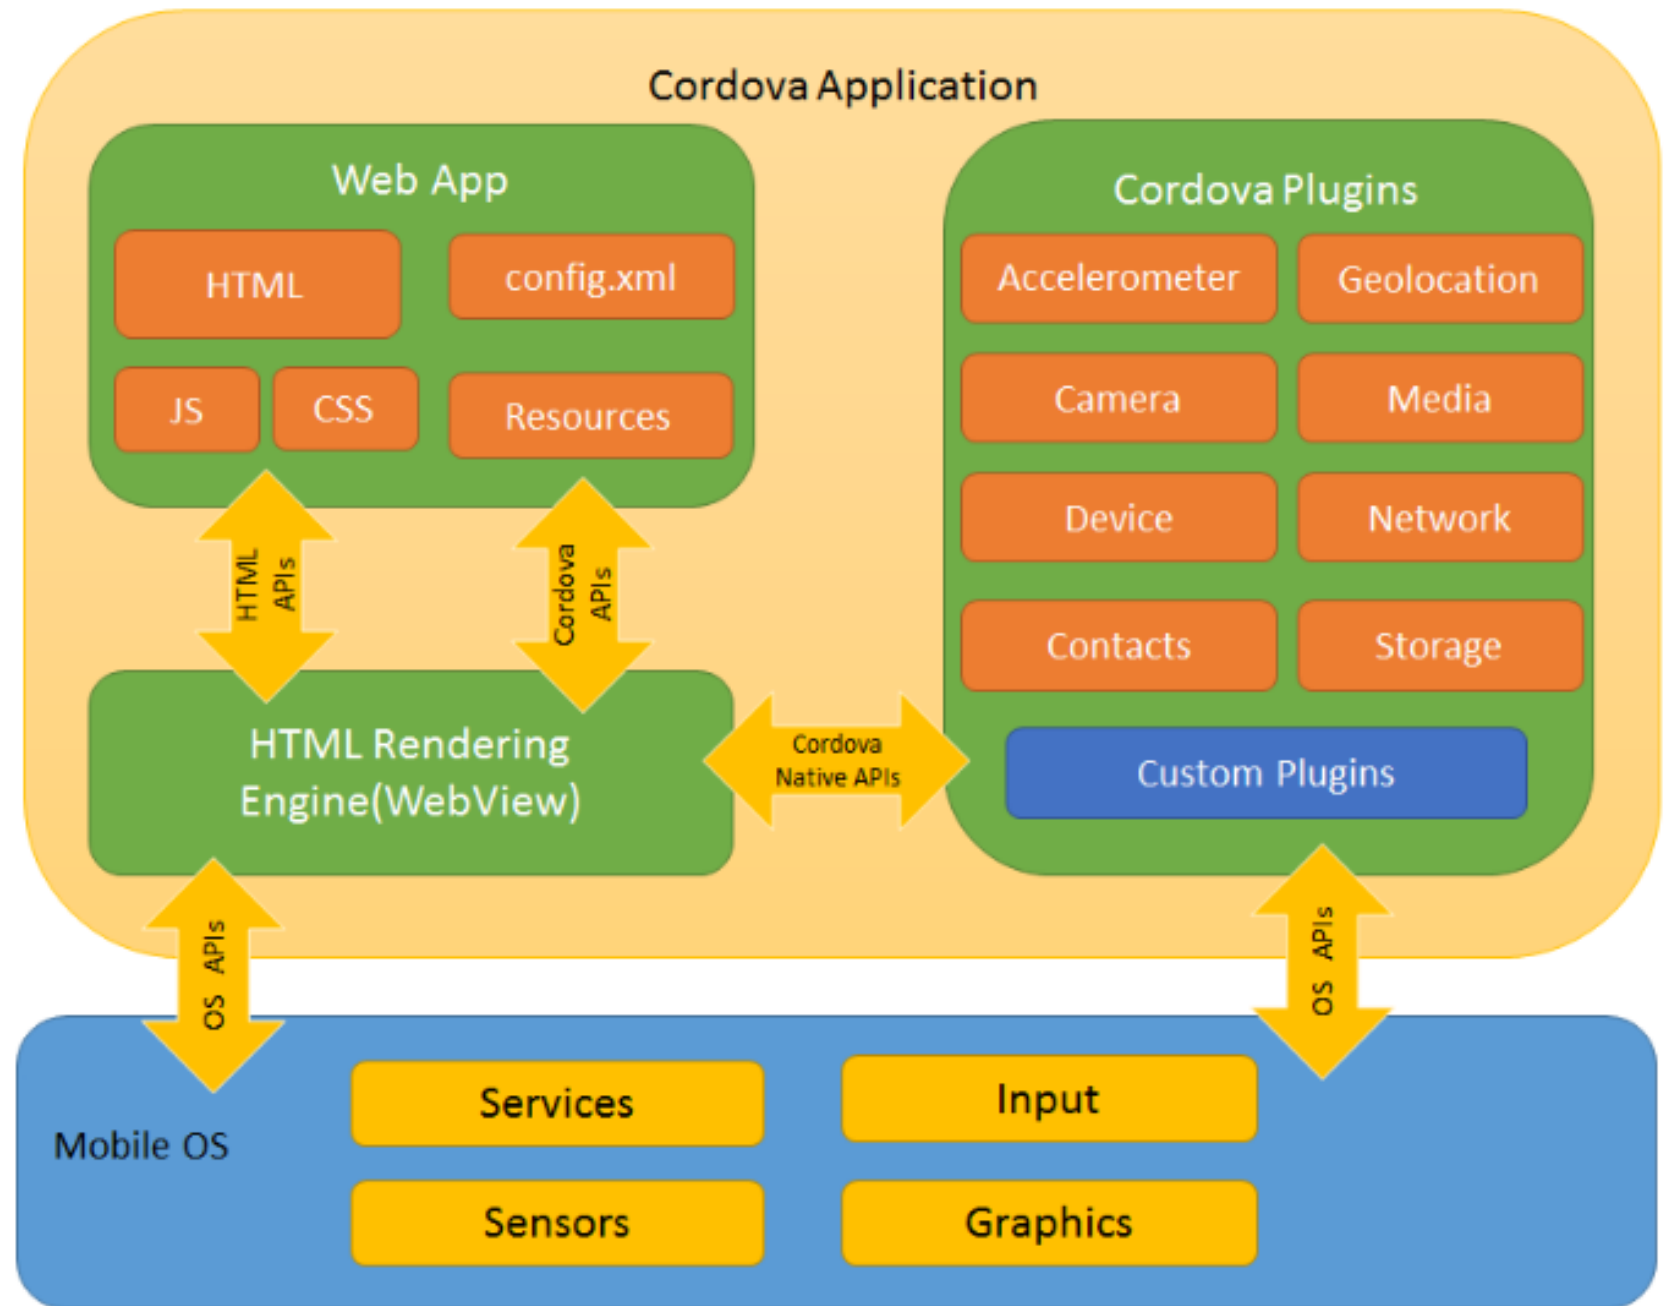 Cordova Application
Web App
HTML
config.xml
JS
CSS
Resources
HTML
APIs
Cordova
APIs
HTML Rendering
Engine(WebView)
Cordova
Native APIs
Cordova Plugins
Accelerometer
Geolocation
Camera
Media
Device
Network
Contacts
Storage
Custom Plugins
OS APIs
OS APIs
Mobile OS
Services
Input
Sensors
Graphics